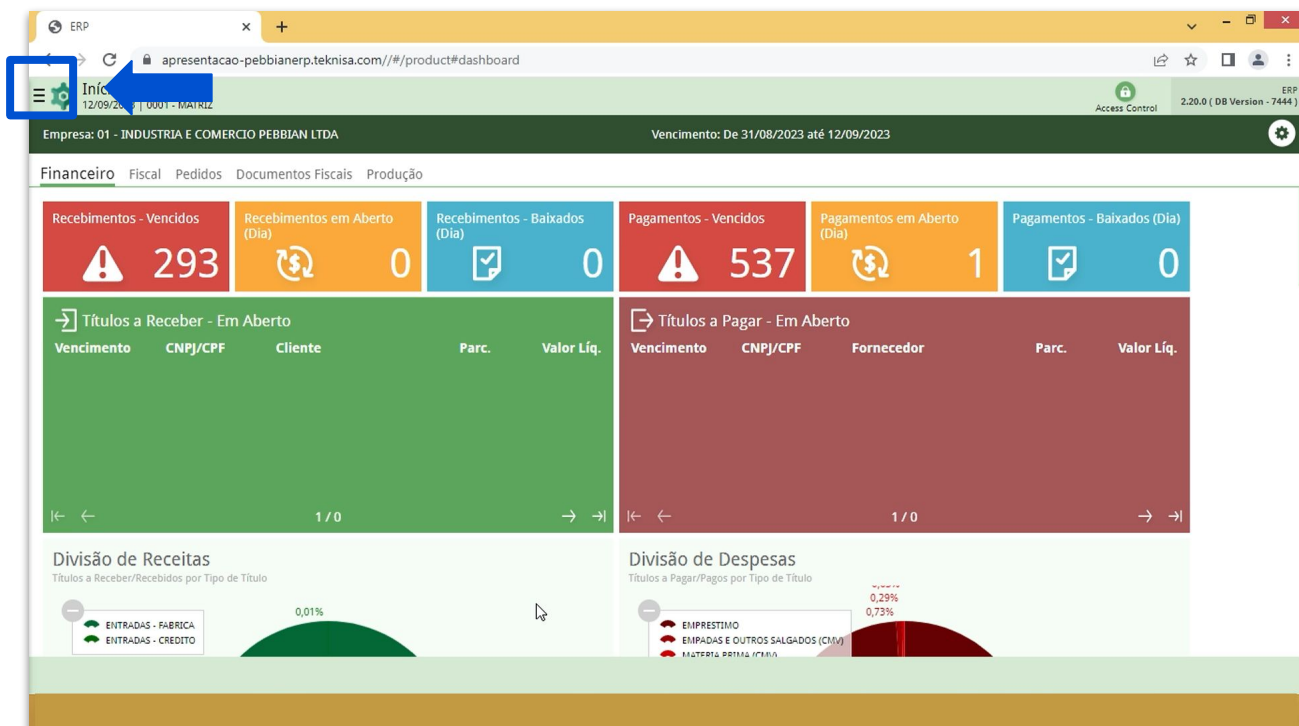 ERP
apresentacao-pebbianerp.teknisa.com//#/product#dashboard
12/09/2023 | 0001 - MATRIZ
Access Control
ERP
2.20.0 ( DB Version - 7444 )
Empresa: 01 - INDUSTRIA E COMERCIO PEBBIAN LTDA
Vencimento: De 31/08/2023 até 12/09/2023
Financeiro Fiscal Pedidos Documentos Fiscais Produção
Recebimentos - Vencidos
293
Recebimentos em Aberto
(Dia)
0
Recebimentos - Baixados
(Dia)
0
Pagamentos - Vencidos
537
Pagamentos em Aberto
(Dia)
1
Pagamentos - Baixados (Dia)
0
Títulos a Receber - Em Aberto
Vencimento CNPJ/CPF Cliente Parc. Valor Líq.
1 / 0
Títulos a Pagar - Em Aberto
Vencimento CNPJ/CPF Fornecedor Parc. Valor Líq.
1 / 0
Divisão de Receitas
Títulos a Receber/Recebidos por Tipo de Título
ENTRADAS - FABRICA
ENTRADAS - CREDITO
0,01%
Divisão de Despesas
Títulos a Pagar/Pagos por Tipo de Título
0,29%
0,73%
EMPRESTIMO
EMPADAS E OUTROS SALGADOS (CMV)
MATERIA PRIMA (CMV)